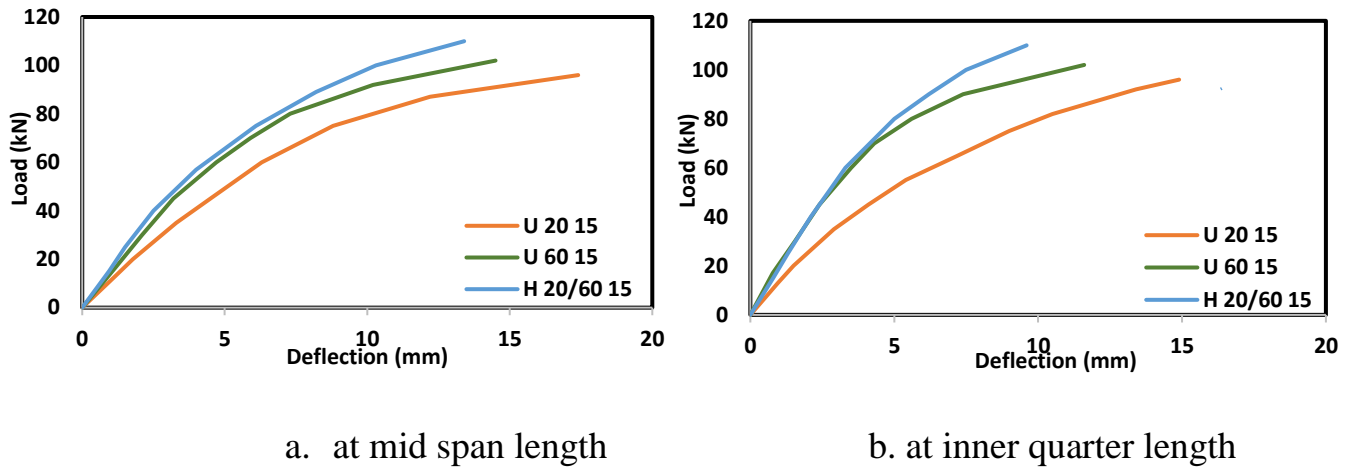 120
100
80
60
40
20
0
Load (kN)
U 20 15
U 60 15
H 20/60 15
0 5 10 15 20
Deflection (mm)
a. at mid span length
120
100
80
60
40
20
0
Load (kN)
U 20 15
U 60 15
H 20/60 15
0 5 10 15 20
Deflection (mm)
b. at inner quarter length